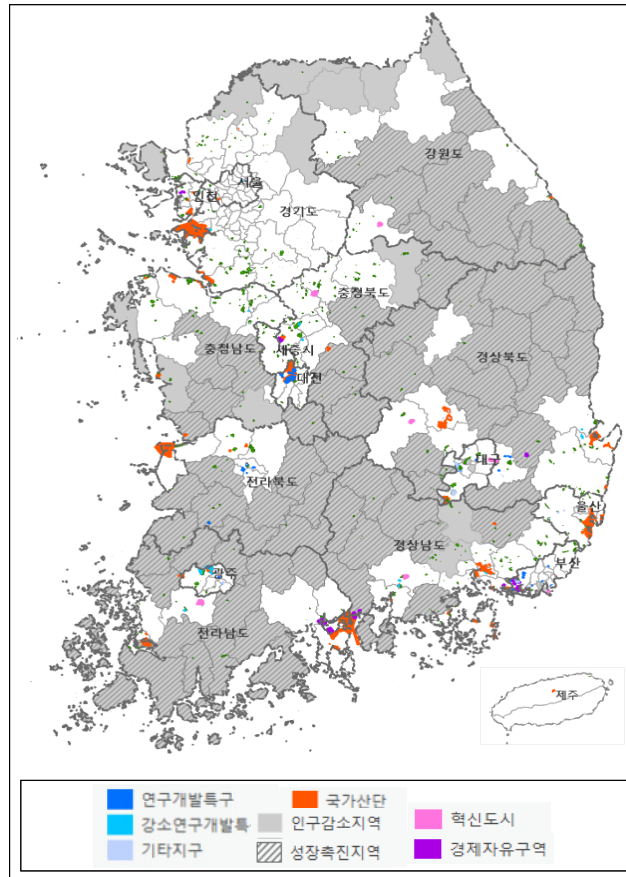 강원도
서울
인천
경기도
충청북도
충청남도
세종시
경상북도
대전
대구
전라북도
울산
경상남도
부산
광주
전라남도
제주
연구개발특구
국가산단
강소연구개발특
인구감소지역
혁신도시
기타지구
성장촉진지역
경제자유구역